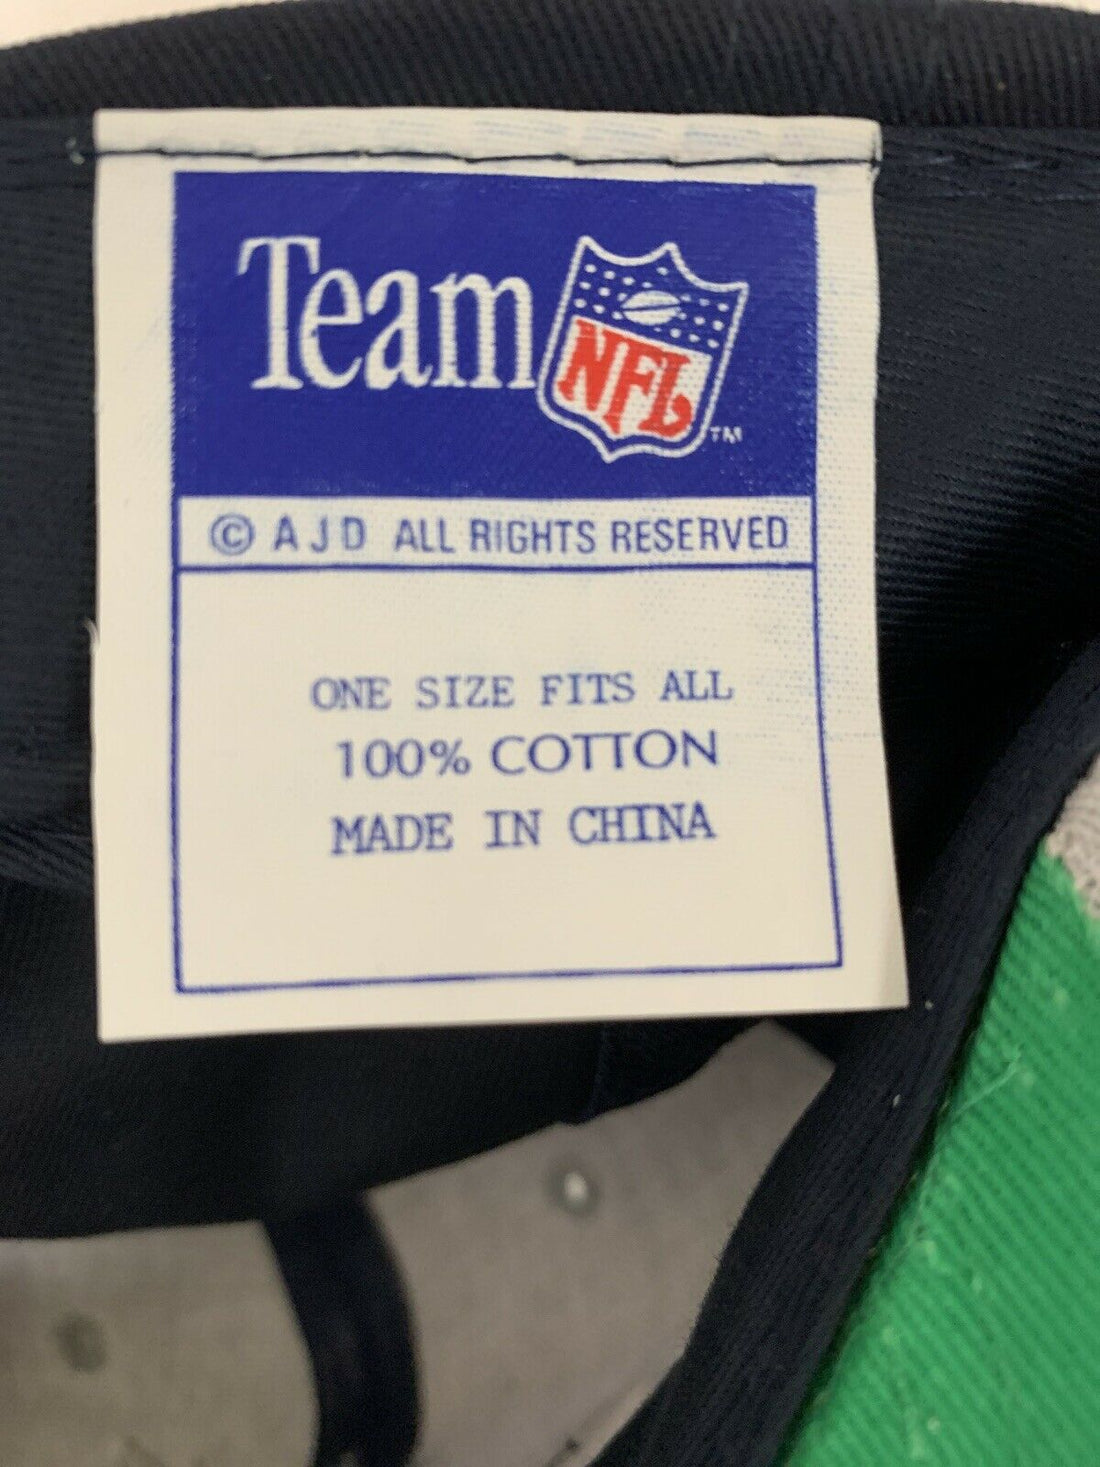 Team NFL TM
© AJD ALL RIGHTS RESERVED
ONE SIZE FITS ALL
100% COTTON
MADE IN CHINA